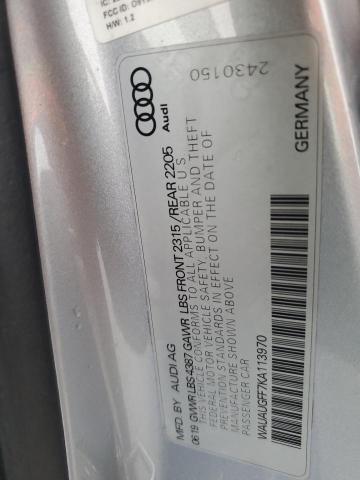 FCC ID:
H/W: 1.2
2430150
Audi
GERMANY
MFD. BY AUDI AG
06.19 GVWR LBS 4387 GAWR LBS FRONT 2315 / REAR 2205
THIS VEHICLE CONFORMS TO ALL APPLICABLE U.S.
FEDERAL MOTOR VEHICLE SAFETY, BUMPER AND THEFT
PREVENTION STANDARDS IN EFFECT ON THE DATE OF
MANUFACTURE SHOWN ABOVE
PASSENGER CAR
WAUAUGFF7KA113970